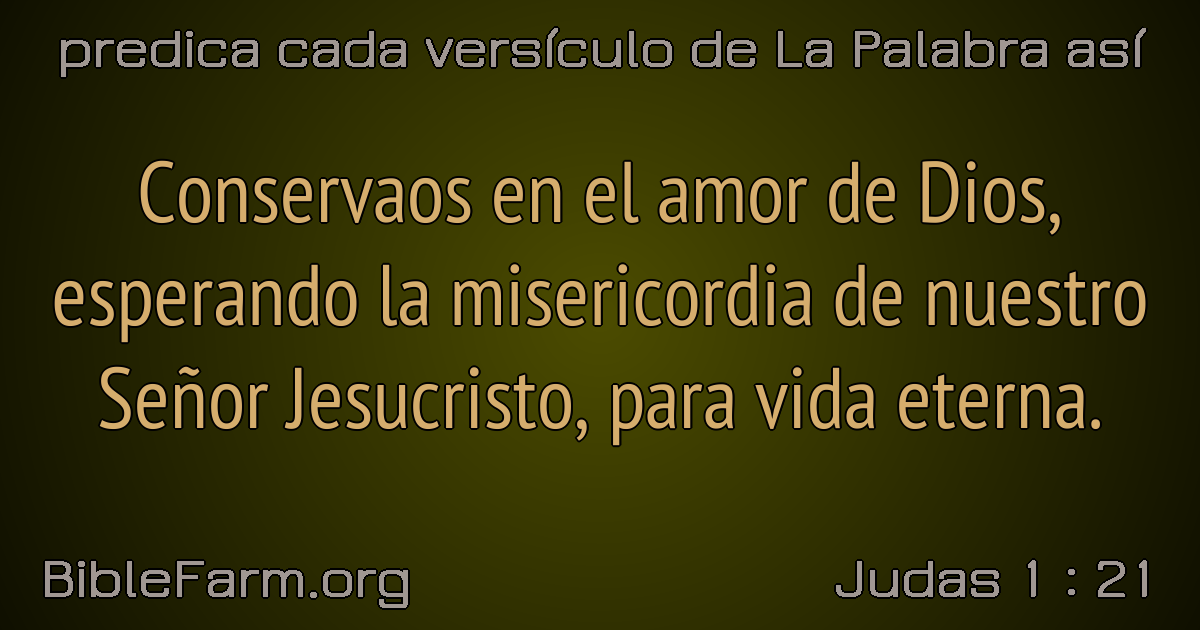 predica cada versículo de La Palabra así
Conservaos en el amor de Dios,
esperando la misericordia de nuestro
Señor Jesucristo, para vida eterna.
BibleFarm.org
Judas 1 : 21